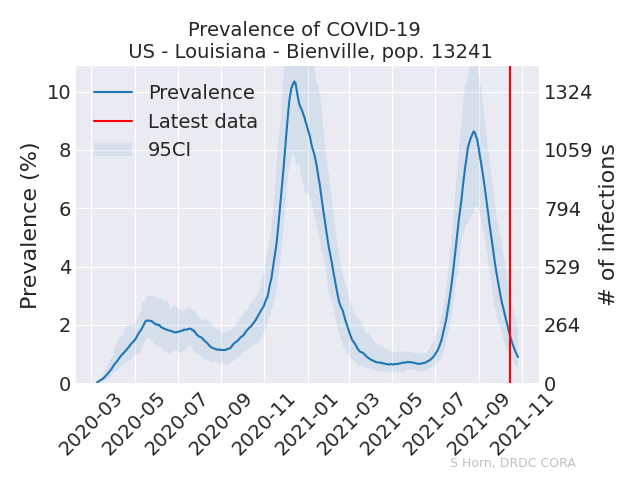 Prevalence of COVID-19
US - Louisiana - Bienville, pop. 13241
Prevalence
Latest data
95CI
Prevalence (%)
10
8
6
4
2
0
1324
1059
794
529
264
0
# of infections
2020-03
2020-05
2020-07
2020-09
2020-11
2021-01
2021-03
2021-05
2021-07
2021-09
2021-11
S Horn, DRDC CORA